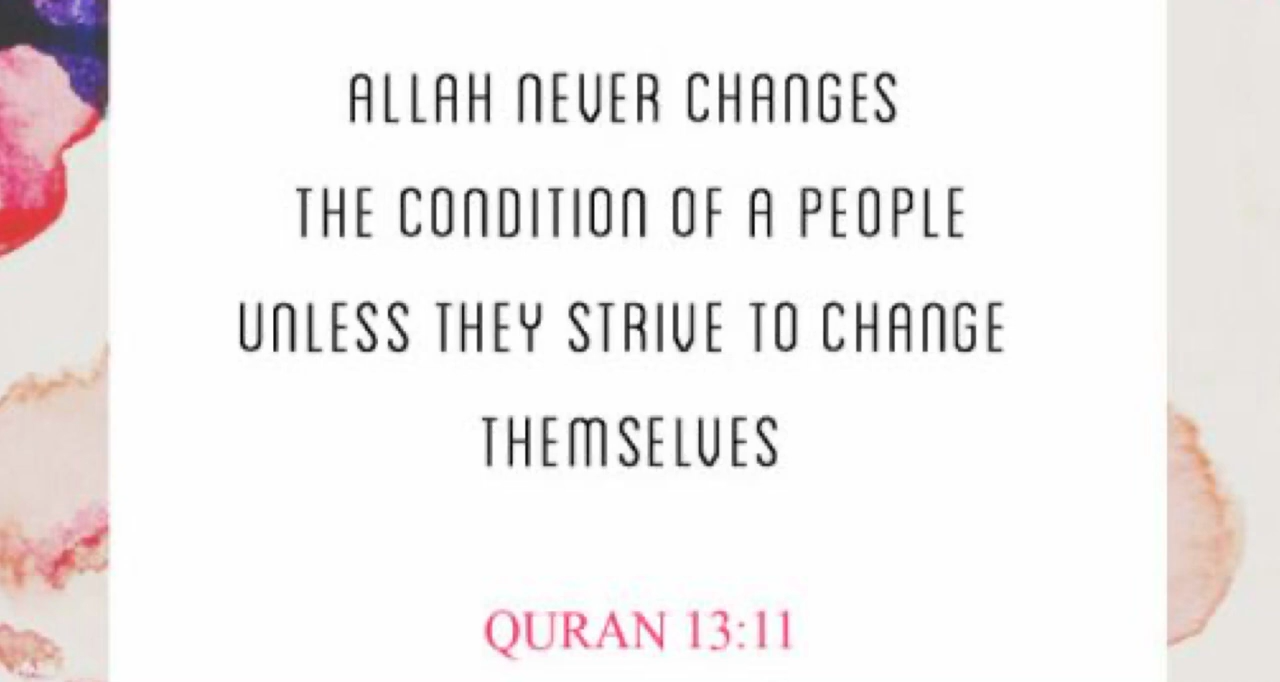 ALLAH NEVER CHANGES
THE CONDITION OF A PEOPLE
UNLESS THEY STRIVE TO CHANGE
THEMSELVES
QURAN 13:11